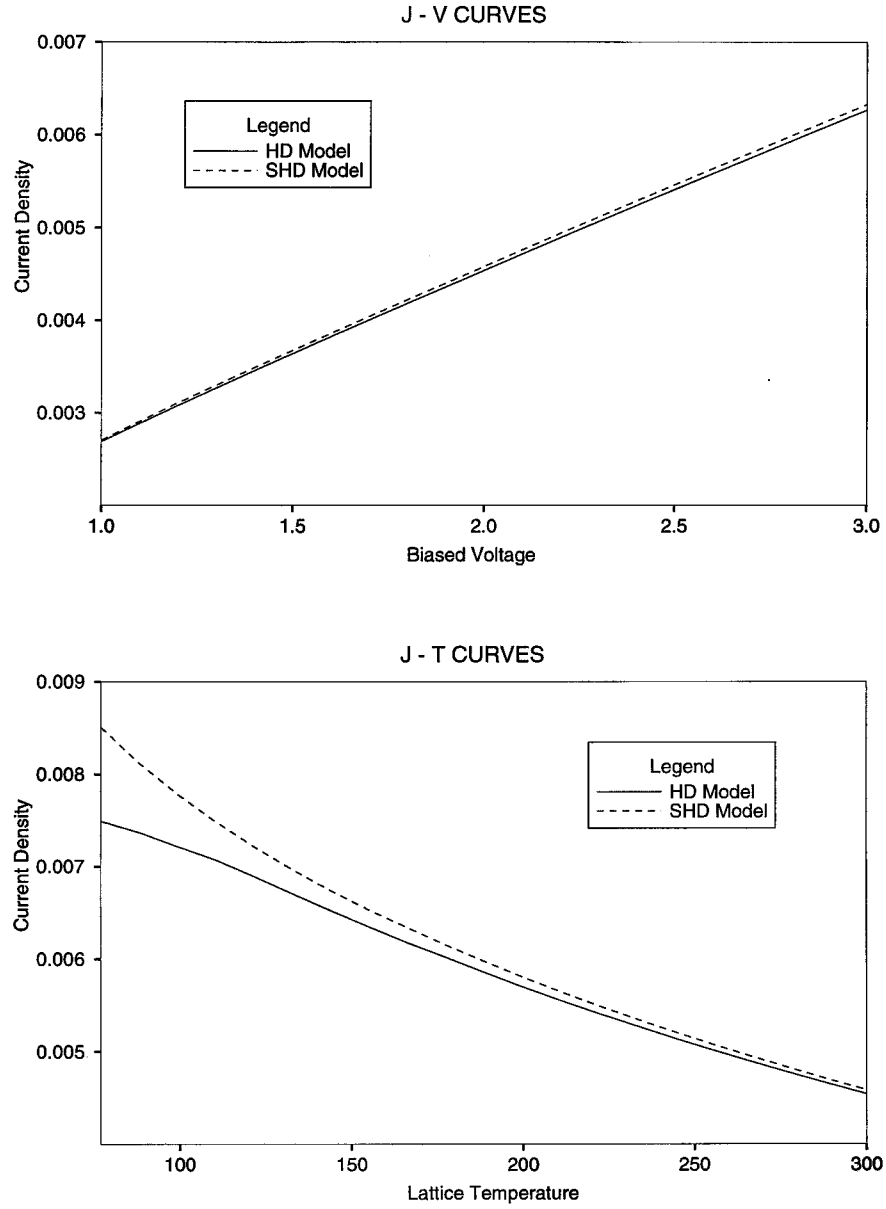 J - V CURVES
0.007
0.006
0.005
0.004
0.003
Current Density
Legend
HD Model
SHD Model
1.0 1.5 2.0 2.5 3.0
Biased Voltage
J - T CURVES
0.009
0.008
0.007
0.006
0.005
Current Density
Legend
HD Model
SHD Model
100 150 200 250 300
Lattice Temperature